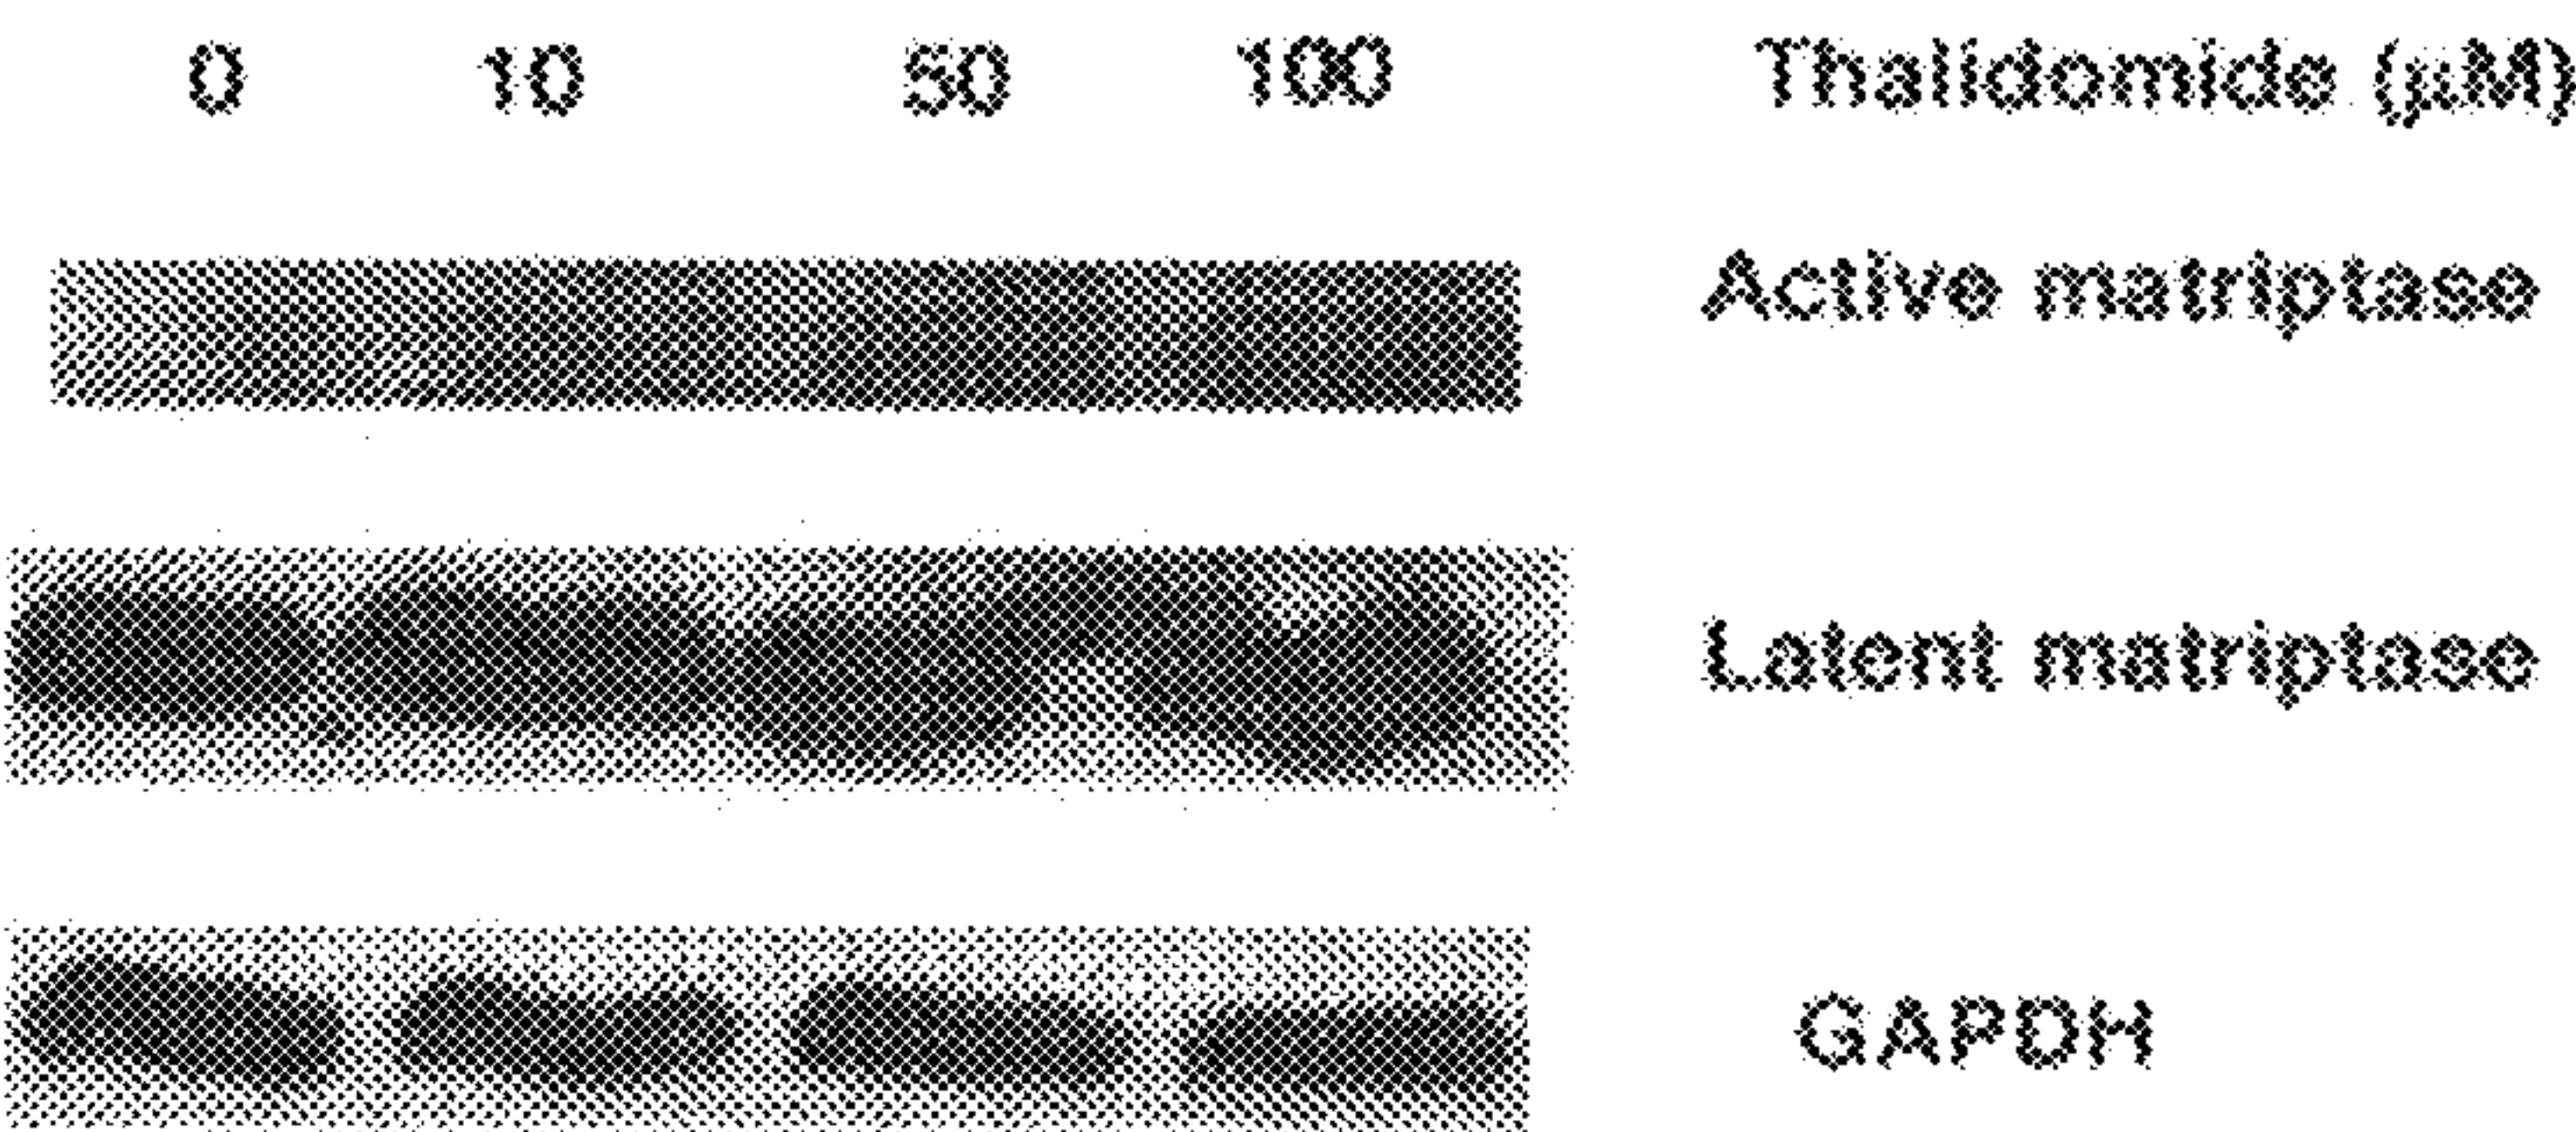 0 10 50 100 Thalidomide (µM)
Active matriptase
Latent matriptase
GAPDH